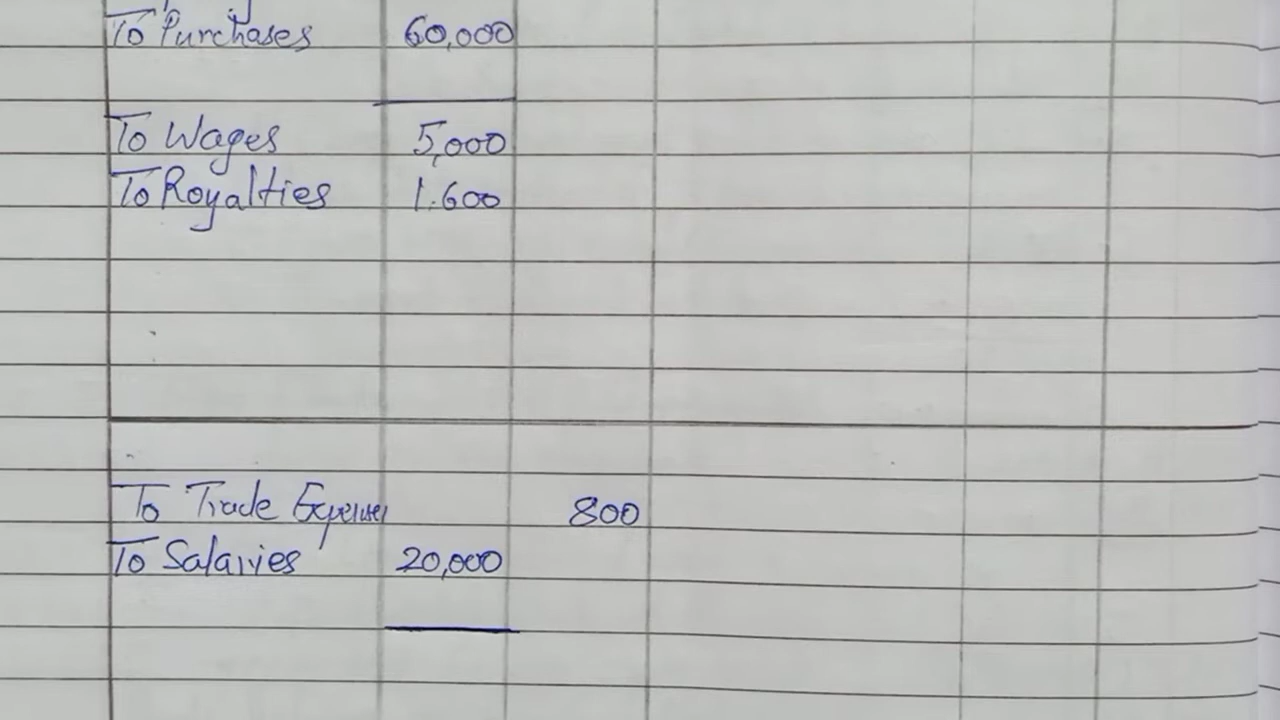 To Purchases 60,000
To Wages 5,000
To Royalties 1.600
To Trade Expenses 800
To Salaries 20,000